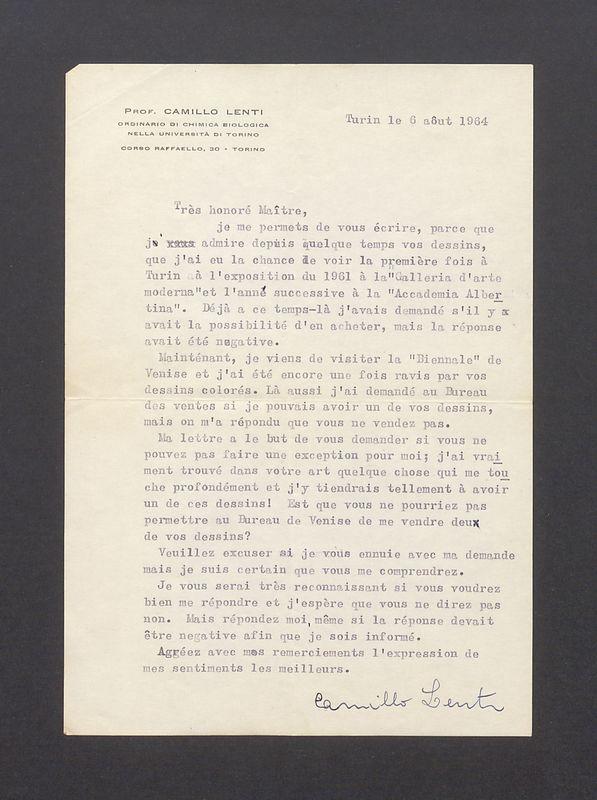 PROF. CAMILLO LENTI
ORDINARIO DI CHIMICA BIOLOGICA
NELLA UNIVERSITÀ DI TORINO
CORSO RAFFAELLO, 30 - TORINO
Turin le 6 aôut 1964
Très honoré Maître,
je me permets de vous écrire, parce que
j' admire depuis quelque temps vos dessins,
que j'ai eu la chance de voir la première fois à
Turin à l'exposition du 1961 à la"Galleria d'arte
moderna"et l'anné successive à la "Accademia Alber
tina". Déjà a ce temps-là j'avais demandé s'il y
avait la possibilité d'en acheter, mais la réponse
avait été negative.
Mainténant, je viens de visiter la "Biennale" de
Venise et j'ai été encore une fois ravis par vos
dessins colorés. Là aussi j'ai demandé au Bureau
des ventes si je pouvais avoir un de vos dessins,
mais on m'a répondu que vous ne vendez pas.
Ma lettre a le but de vous demander si vous ne
pouvez pas faire une exception pour moi; j'ai vrai
ment trouvé dans votre art quelque chose qui me tou
che profondément et j'y tiendrais tellement à avoir
un de ces dessins! Est que vous ne pourriez pas
permettre au Bureau de Venise de me vendre deux
de vos dessins?
Veuillez excuser si je vous ennuie avec ma demande
mais je suis certain que vous me comprendrez.
Je vous serai très reconnaissant si vous voudrez
bien me répondre et j'espère que vous ne direz pas
non. Mais répondez moi, même si la réponse devait
être negative afin que je sois informé.
Agréez avec mes remerciements l'expression de
mes sentiments les meilleurs.
Camillo Lenti